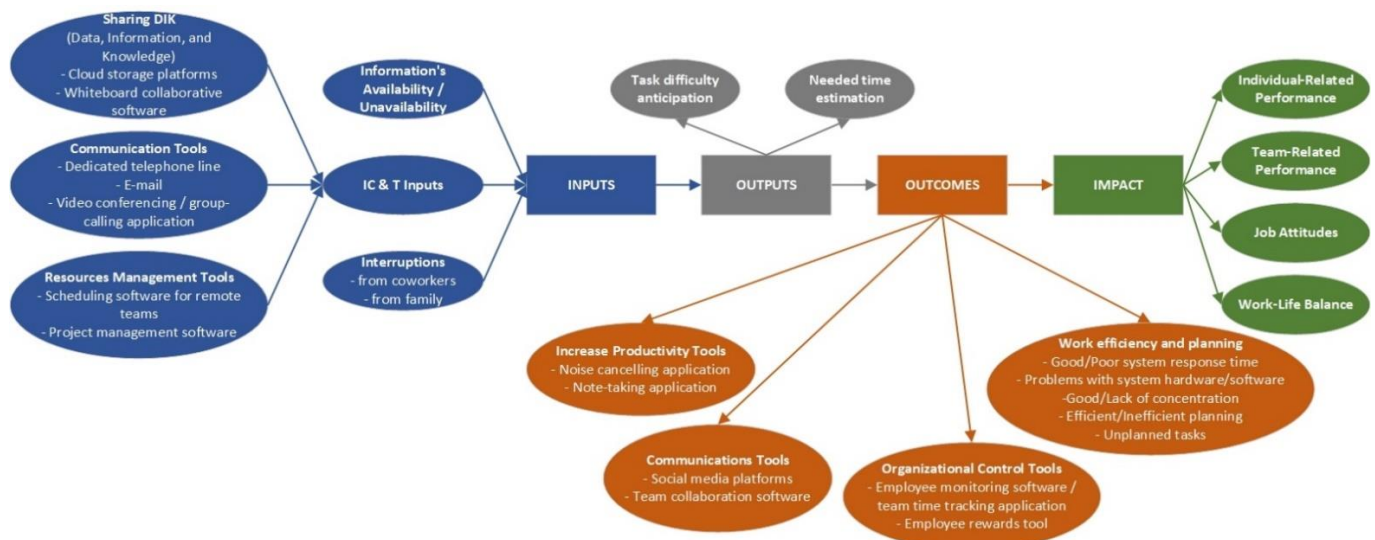 Sharing DIK
(Data, Information, and
Knowledge)
- Cloud storage platforms
- Whiteboard collaborative
software
Communication Tools
- Dedicated telephone line
- E-mail
- Video conferencing / group-
calling application
Resources Management Tools
- Scheduling software for remote
teams
- Project management software
Information's
Availability /
Unavailability
IC & T Inputs
Interruptions
- from coworkers
- from family
INPUTS
Task difficulty
anticipation
Needed time
estimation
OUTPUTS
OUTCOMES
Increase Productivity Tools
- Noise cancelling application
- Note-taking application
Communications Tools
- Social media platforms
- Team collaboration software
Organizational Control Tools
- Employee monitoring software /
team time tracking application
- Employee rewards tool
Work efficiency and planning
- Good/Poor system response time
- Problems with system hardware/software
-Good/Lack of concentration
- Efficient/Inefficient planning
- Unplanned tasks
IMPACT
Individual-Related
Performance
Team-Related
Performance
Job Attitudes
Work-Life Balance